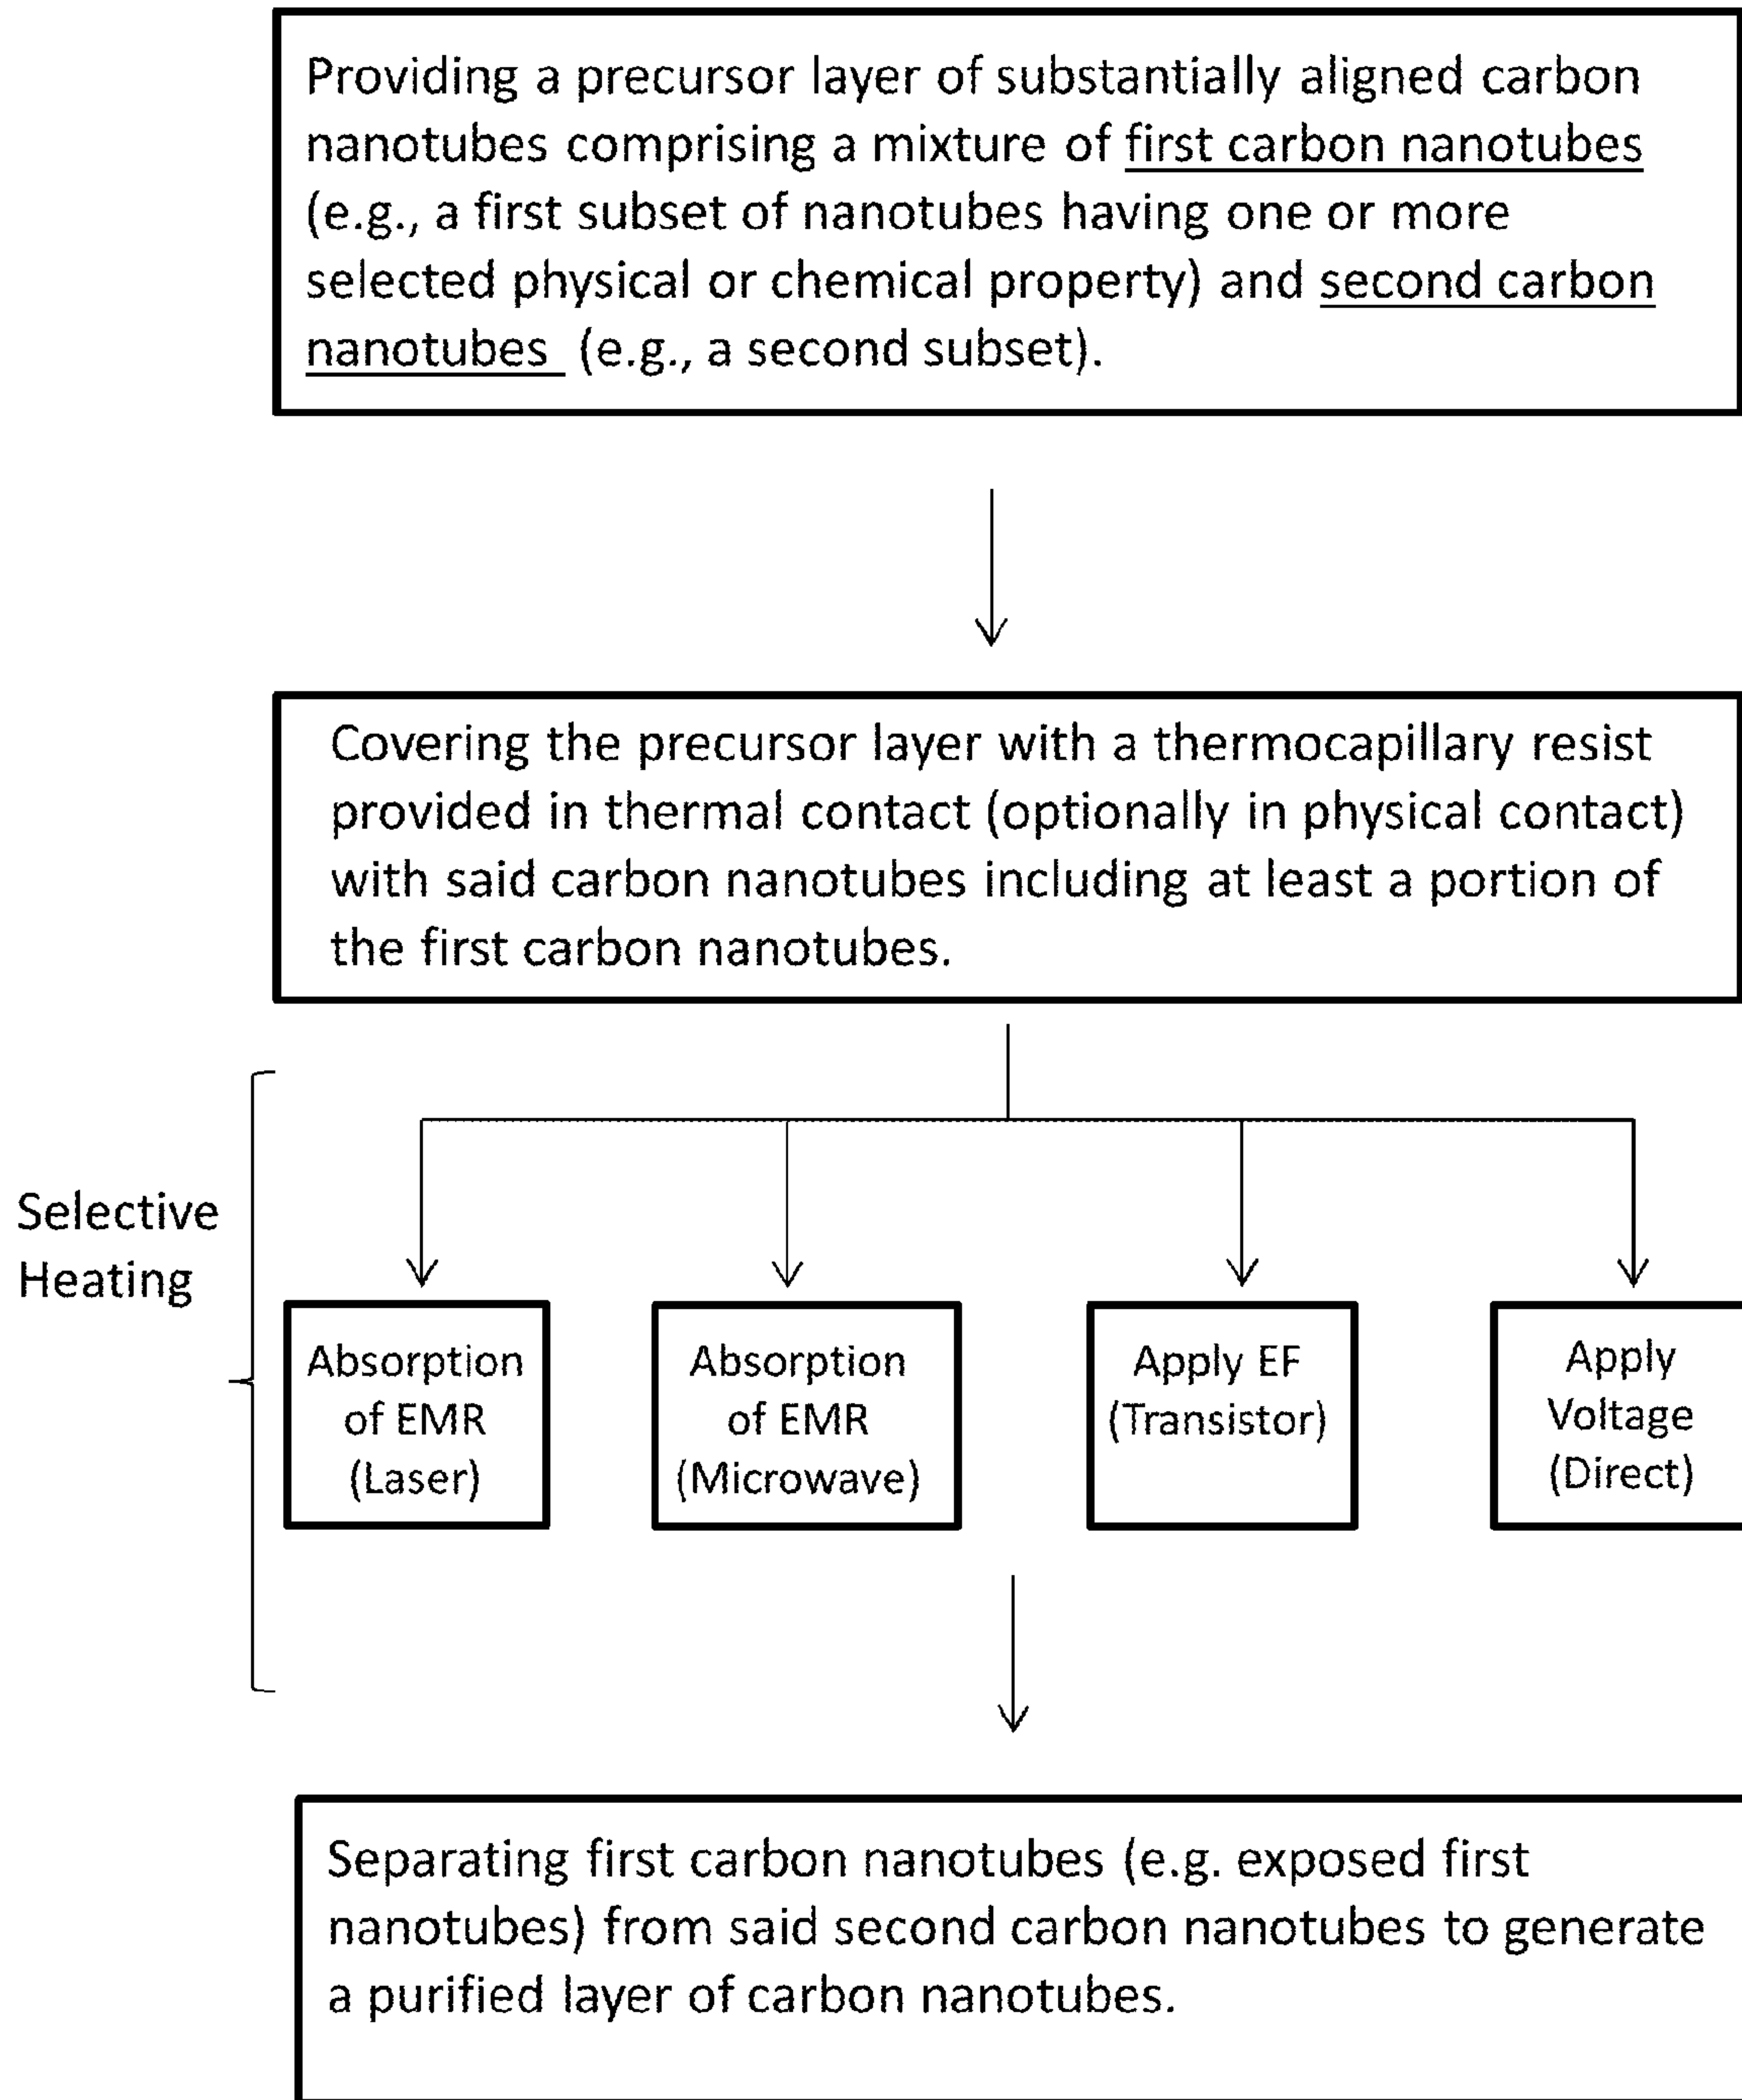 Providing a precursor layer of substantially aligned carbon
nanotubes comprising a mixture of first carbon nanotubes
(e.g., a first subset of nanotubes having one or more
selected physical or chemical property) and second carbon
nanotubes (e.g., a second subset).
Covering the precursor layer with a thermocapillary resist
provided in thermal contact (optionally in physical contact)
with said carbon nanotubes including at least a portion of
the first carbon nanotubes.
Selective
Heating
Absorption
of EMR
(Laser)
Absorption
of EMR
(Microwave)
Apply EF
(Transistor)
Apply
Voltage
(Direct)
Separating first carbon nanotubes (e.g. exposed first
nanotubes) from said second carbon nanotubes to generate
a purified layer of carbon nanotubes.